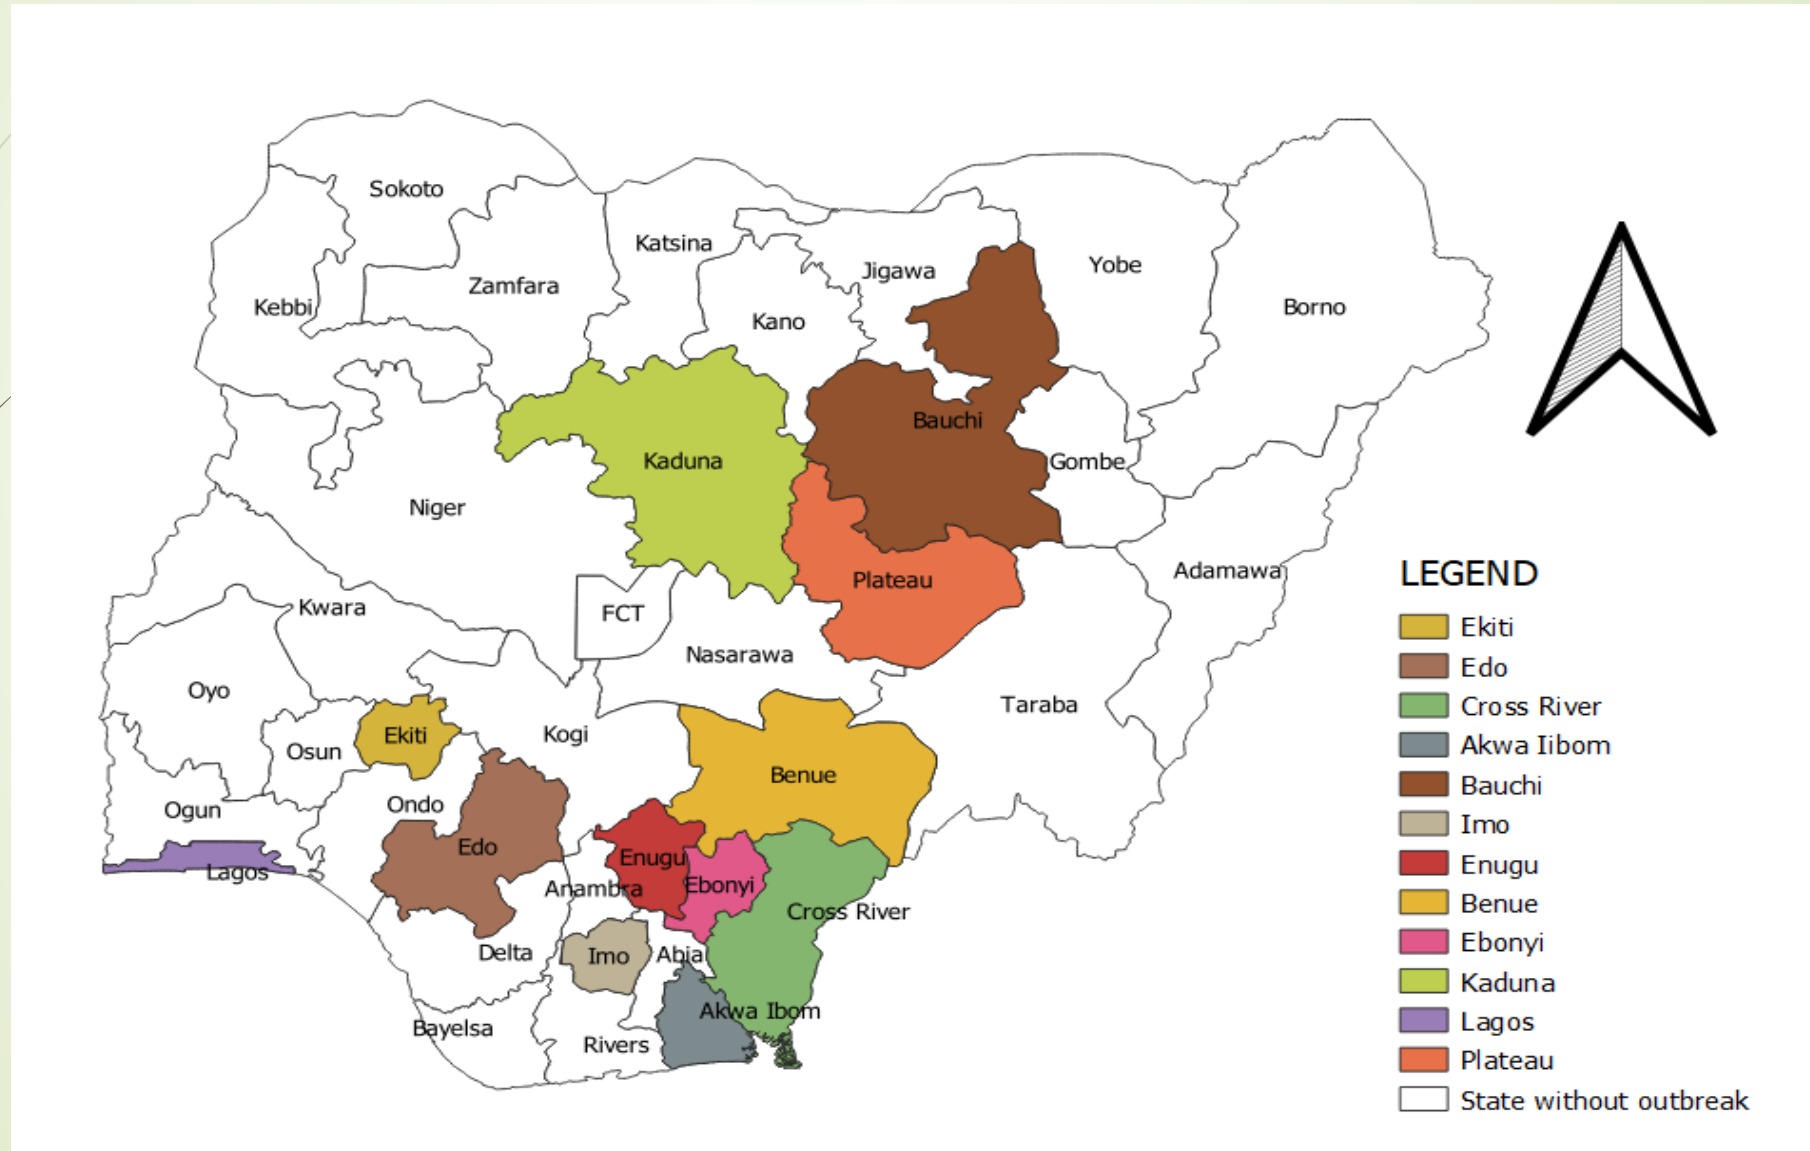 Sokoto
Katsina
Jigawa
Yobe
Zamfara
Kebbi
Kano
Borno
Bauchi
Kaduna
Gombe
Niger
Adamawa
Plateau
Kwara
FCT
Nasarawa
Oyo
Taraba
Ekiti
Kogi
Osun
Benue
Ogun
Ondo
Edo
Enugu
Lagos
Anambra
Ebonyi
Cross River
Delta
Imo
Abia
Akwa Ibom
Bayelsa
Rivers
LEGEND
Ekiti
Edo
Cross River
Akwa Iibom
Bauchi
Imo
Enugu
Benue
Ebonyi
Kaduna
Lagos
Plateau
State without outbreak